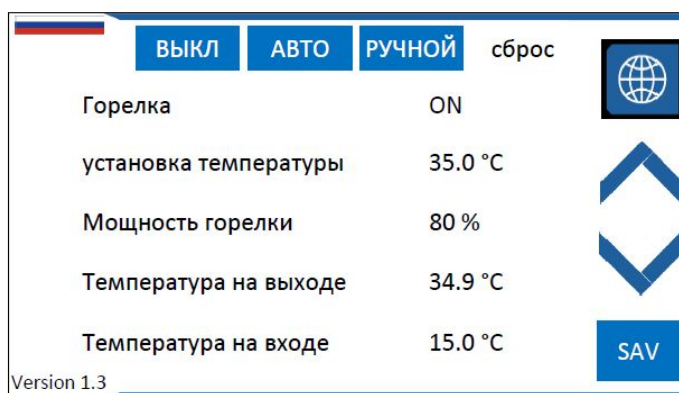 ВЫКЛ АВТО РУЧНОЙ сброс
Горелка ON
установка температуры 35.0 °C
Мощность горелки 80 %
Температура на выходе 34.9 °C
Температура на входе 15.0 °C
SAV
Version 1.3